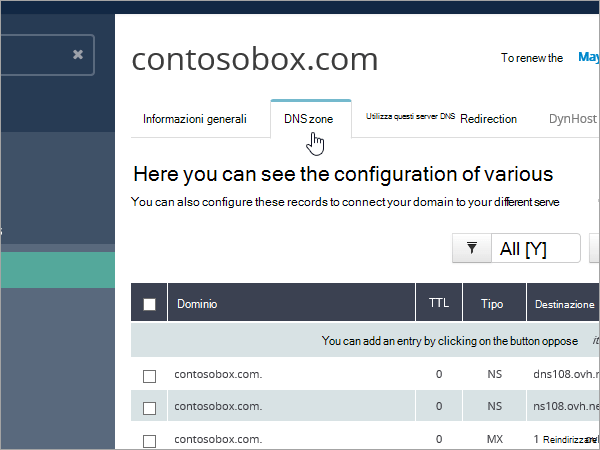 contosobox.com
To renew the May
Informazioni generali DNS zone Utilizza questi server DNS Redirection DynHost
Here you can see the configuration of various
You can also configure these records to connect your domain to your different serve
All [Y]
Dominio TTL Tipo Destinazione
You can add an entry by clicking on the button oppose it
contosobox.com. 0 NS dns108.ovh.n
contosobox.com. 0 NS ns108.ovh.ne
contosobox.com. 0 MX 1 Reindirizzare